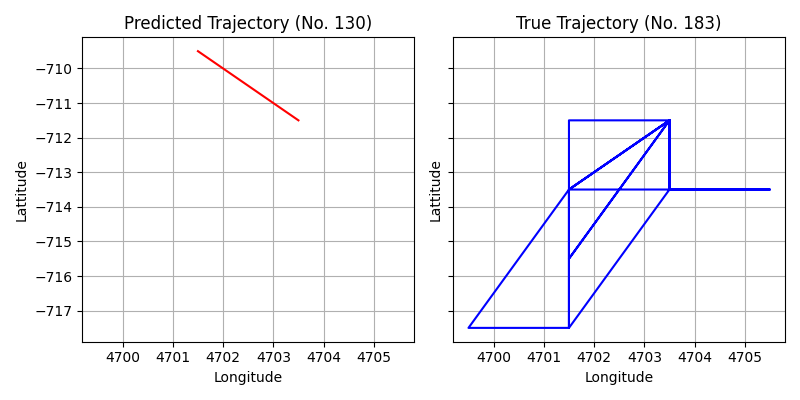 Predicted Trajectory (No. 130)
−710
−711
−712
−713
−714
−715
−716
−717
Lattitude
4700 4701 4702 4703 4704 4705
Longitude
True Trajectory (No. 183)
Lattitude
4700 4701 4702 4703 4704 4705
Longitude